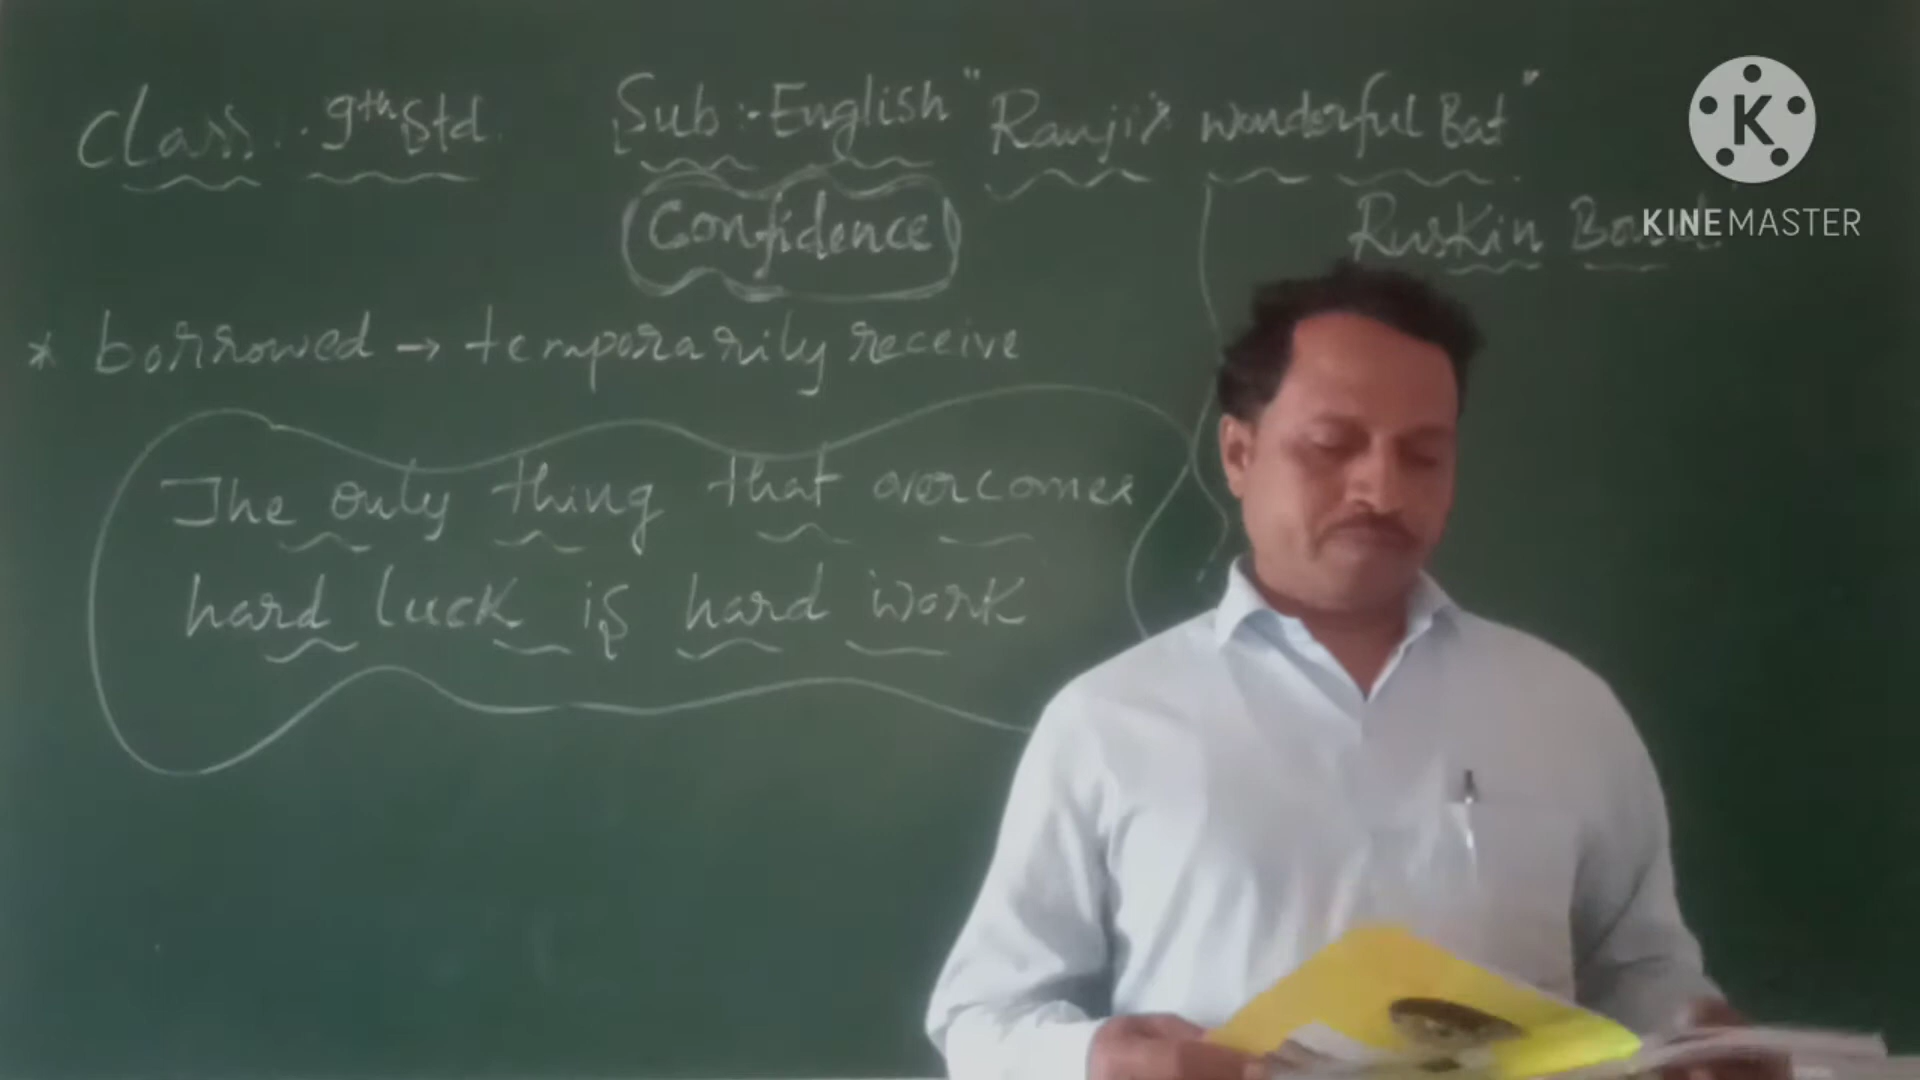 Class : 9th Std Sub :- English "Ranji's wonderful Bat"
Confidence
Ruskin Bond
* borrowed → temporarily receive
The only thing that overcomes
hard luck is hard work
K
KINEMASTER